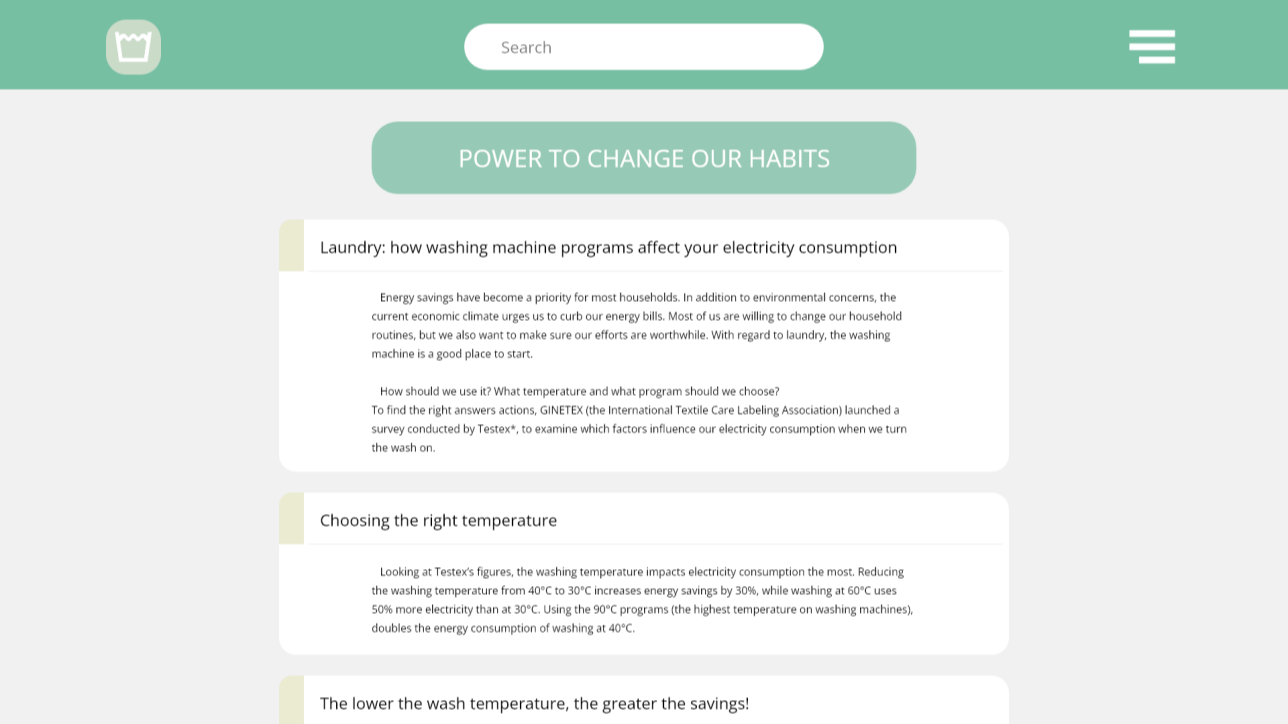 Search
POWER TO CHANGE OUR HABITS
Laundry: how washing machine programs affect your electricity consumption
Energy savings have become a priority for most households. In addition to environmental concerns, the
current economic climate urges us to curb our energy bills. Most of us are willing to change our household
routines, but we also want to make sure our efforts are worthwhile. With regard to laundry, the washing
machine is a good place to start.
How should we use it? What temperature and what program should we choose?
To find the right answers actions, GINETEX (the International Textile Care Labeling Association) launched a
survey conducted by Testex*, to examine which factors influence our electricity consumption when we turn
the wash on.
Choosing the right temperature
Looking at Testex's figures, the washing temperature impacts electricity consumption the most. Reducing
the washing temperature from 40°C to 30°C increases energy savings by 30%, while washing at 60°C uses
50% more electricity than at 30°C. Using the 90°C programs (the highest temperature on washing machines),
doubles the energy consumption of washing at 40°C.
The lower the wash temperature, the greater the savings!